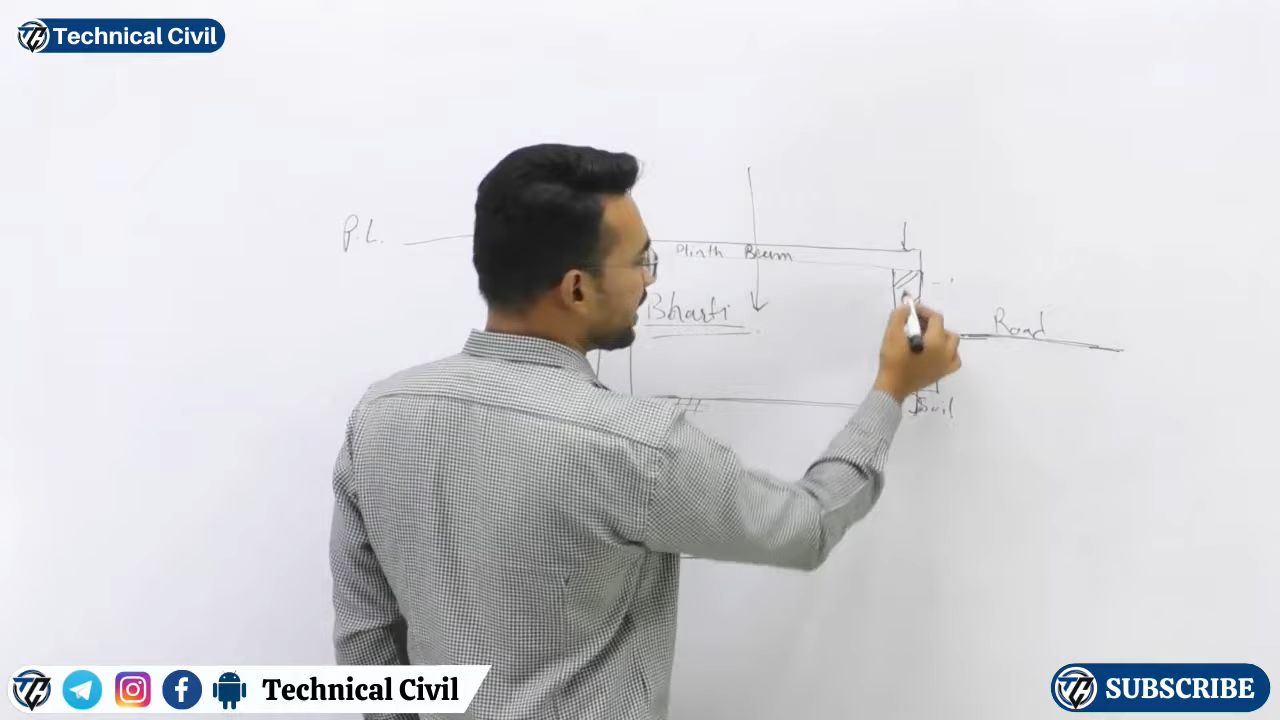 Technical Civil
P.L.
Plinth Beam
Bharti
Road
Soil
Technical Civil
SUBSCRIBE